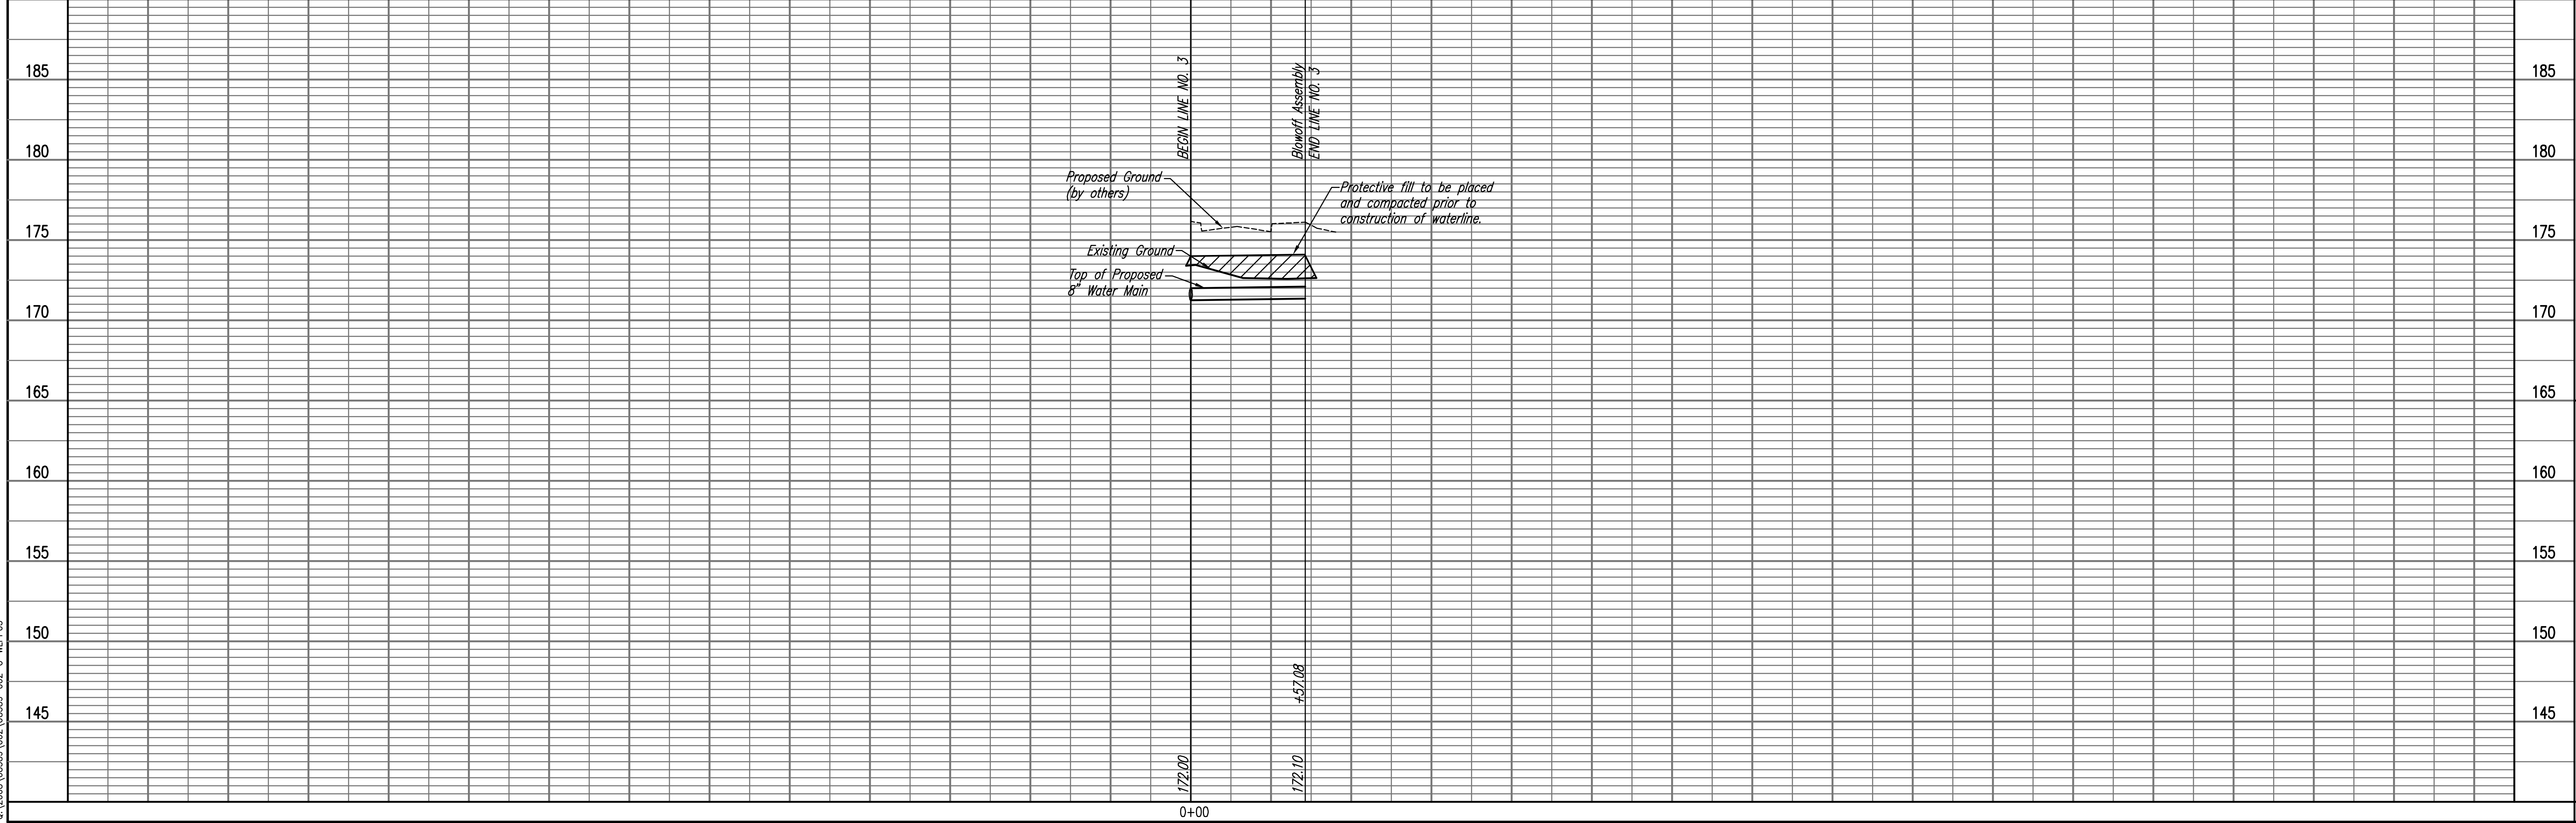 185
185
BEGIN LINE NO. 3
Blowoff Assembly
END LINE NO. 3
180
180
Proposed Ground
(by others)
Protective fill to be placed
and compacted prior to
construction of waterline.
175
175
Existing Ground
Top of Proposed
8" Water Main
170
170
165
165
160
160
155
155
150
150
+57.08
145
145
172.00
172.10
0+00